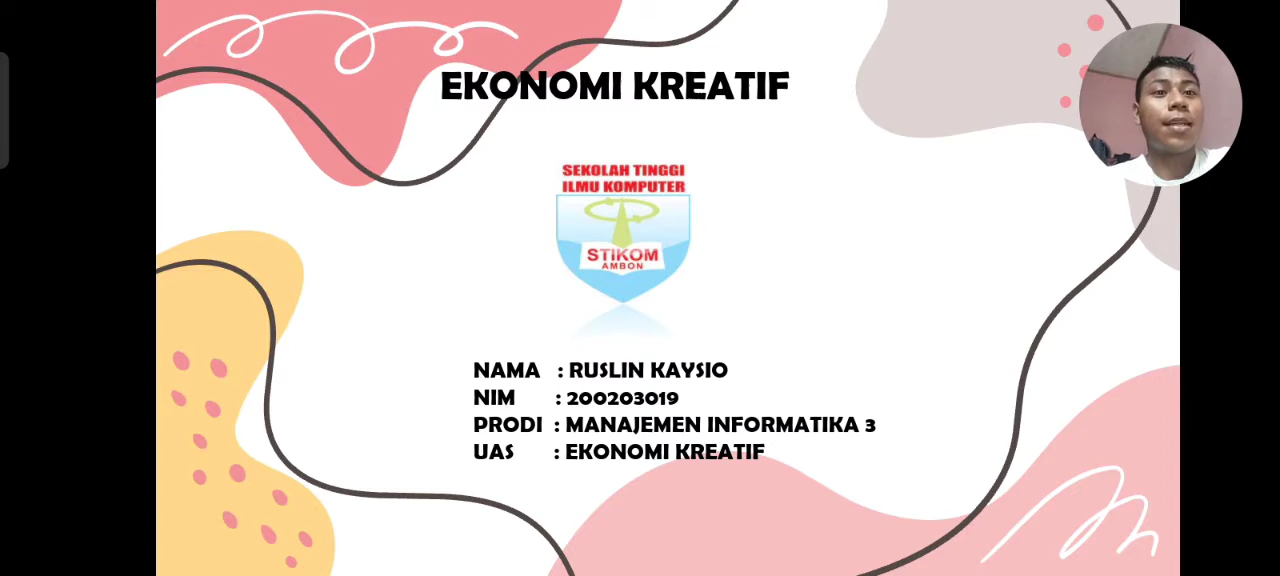 EKONOMI KREATIF
SEKOLAH TINGGI
ILMU KOMPUTER
STIKOM
AMBON
NAMA : RUSLIN KAYSIO
NIM : 200203019
PRODI : MANAJEMEN INFORMATIKA 3
UAS : EKONOMI KREATIF